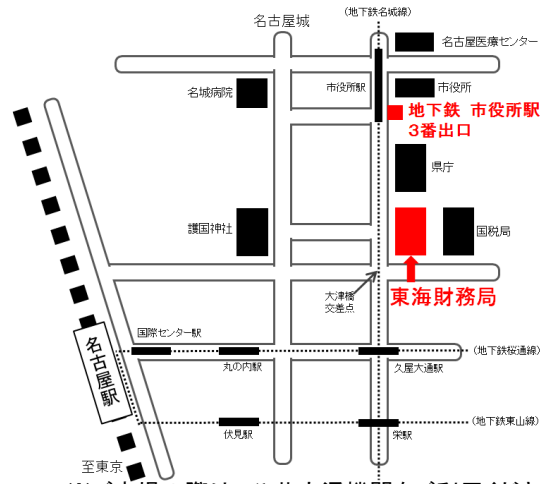 (地下鉄名城線)
名古屋城
名古屋医療センター
名城病院
市役所駅
市役所
地下鉄 市役所駅
3番出口
県庁
護国神社
国税局
大津橋
交差点
東海財務局
国際センター駅
名古屋駅
(地下鉄桜通線)
丸の内駅
久屋大通駅
(地下鉄東山線)
伏見駅
栄駅
至東京